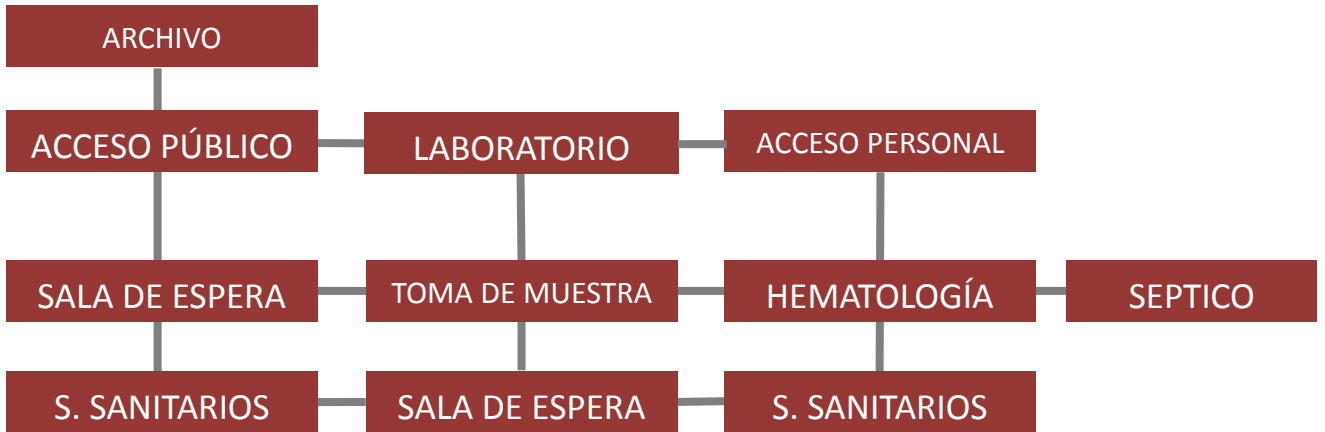 ARCHIVO
ACCESO PÚBLICO
LABORATORIO
ACCESO PERSONAL
SALA DE ESPERA
TOMA DE MUESTRA
HEMATOLOGÍA
SEPTICO
S. SANITARIOS
SALA DE ESPERA
S. SANITARIOS